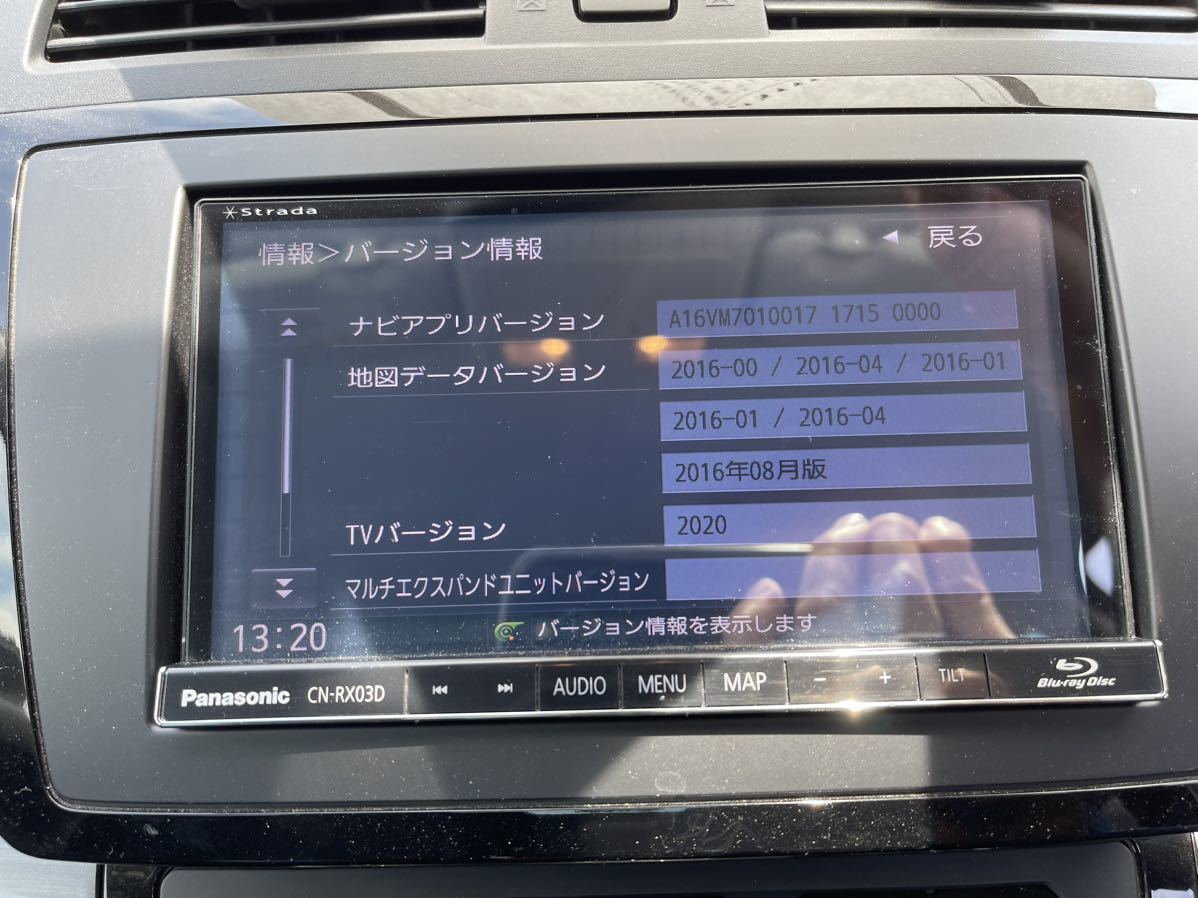 Strada
情報＞バージョン情報
戻る
ナビアプリバージョン
A16VM7010017 1715 0000
地図データバージョン
2016-00 / 2016-04 / 2016-01
2016-01 / 2016-04
2016年08月版
TVバージョン
2020
マルチエクスパンドユニットバージョン
13:20
バージョン情報を表示します
Panasonic CN-RX03D
AUDIO MENU MAP − + TILT
Blu-ray Disc